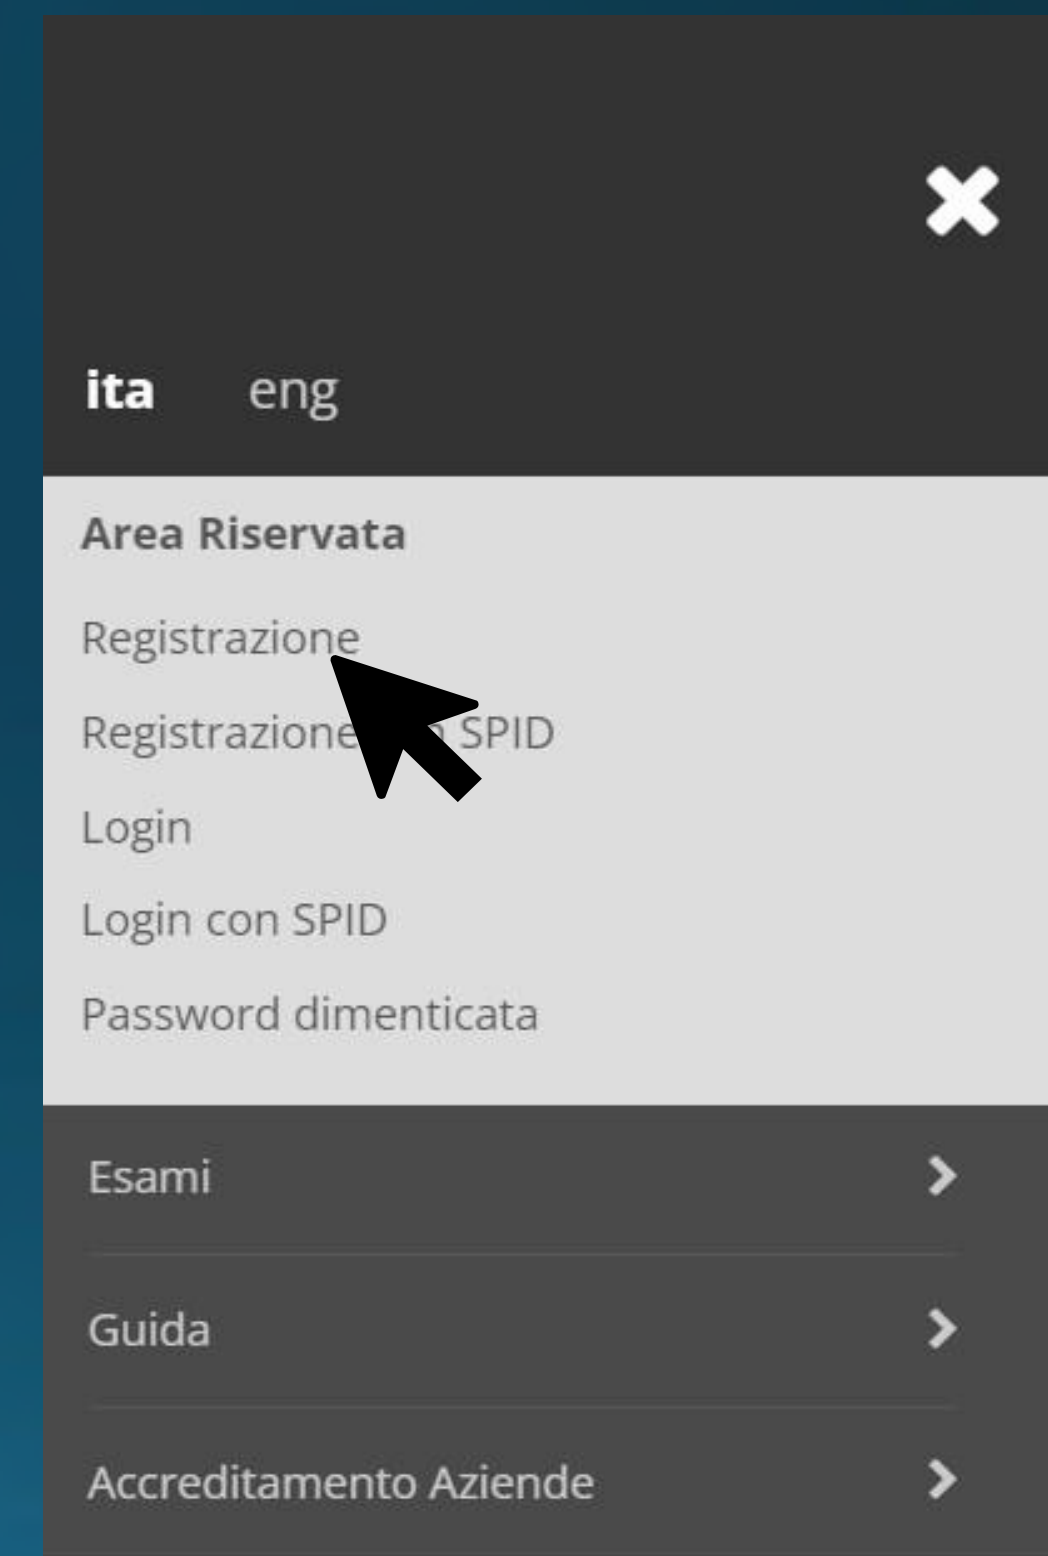 ita eng
Area Riservata
Registrazione
Registrazione SPID
Login
Login con SPID
Password dimenticata
Esami
Guida
Accreditamento Aziende